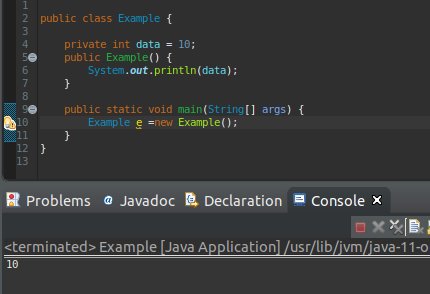 1
2 public class Example {
3
4 private int data = 10;
5 public Example() {
6 System.out.println(data);
7 }
8
9 public static void main(String[] args) {
10 Example e =new Example();
11 }
12 }
13
Problems @ Javadoc Declaration Console
<terminated> Example [Java Application] /usr/lib/jvm/java-11-o
10